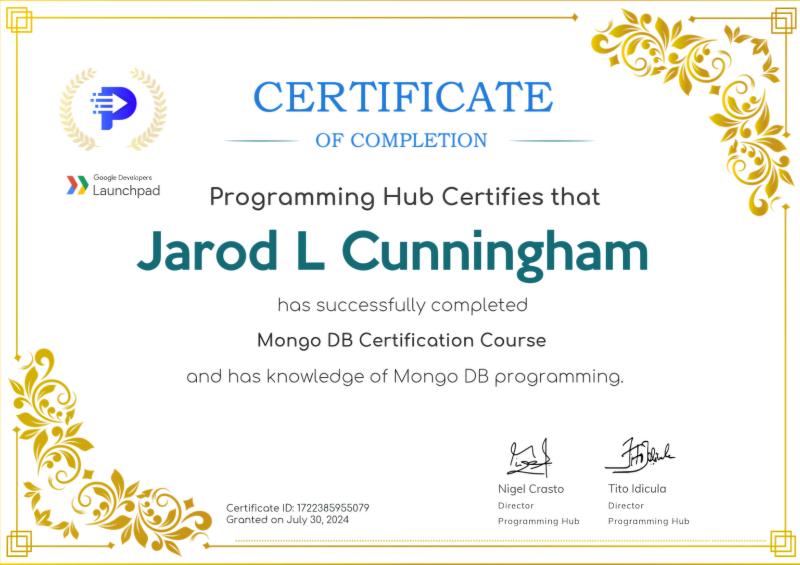 CERTIFICATE
OF COMPLETION
Google Developers
Launchpad
Programming Hub Certifies that
Jarod L Cunningham
has successfully completed
Mongo DB Certification Course
and has knowledge of Mongo DB programming.
Nigel Crasto
Director
Programming Hub
Tito Idicula
Director
Programming Hub
Certificate ID: 1722385955079
Granted on July 30, 2024